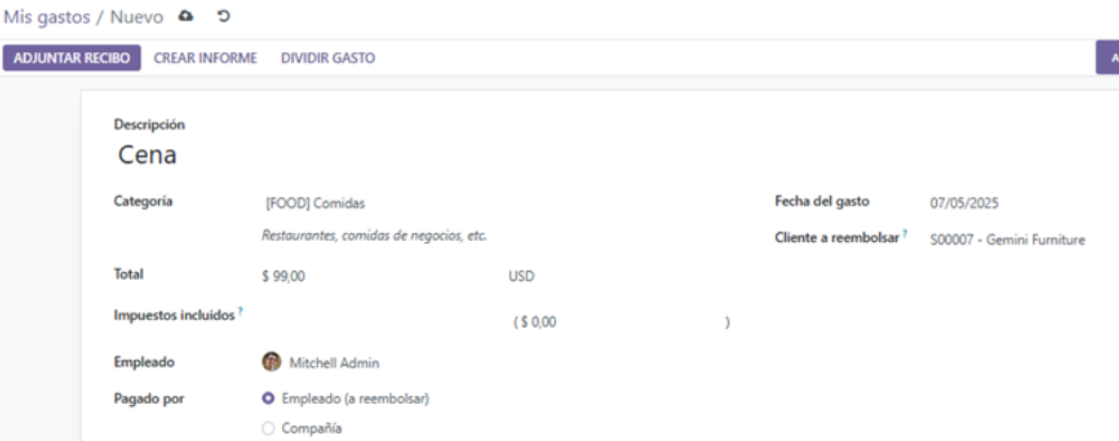 Mis gastos / Nuevo
ADJUNTAR RECIBO CREAR INFORME DIVIDIR GASTO A
Descripción
Cena
Categoría [FOOD] Comidas Fecha del gasto 07/05/2025
Restaurantes, comidas de negocios, etc. Cliente a reembolsar ? S00007 - Gemini Furniture
Total $ 99,00 USD
Impuestos incluidos ? ( $ 0,00 )
Empleado Mitchell Admin
Pagado por Empleado (a reembolsar)
Compañía